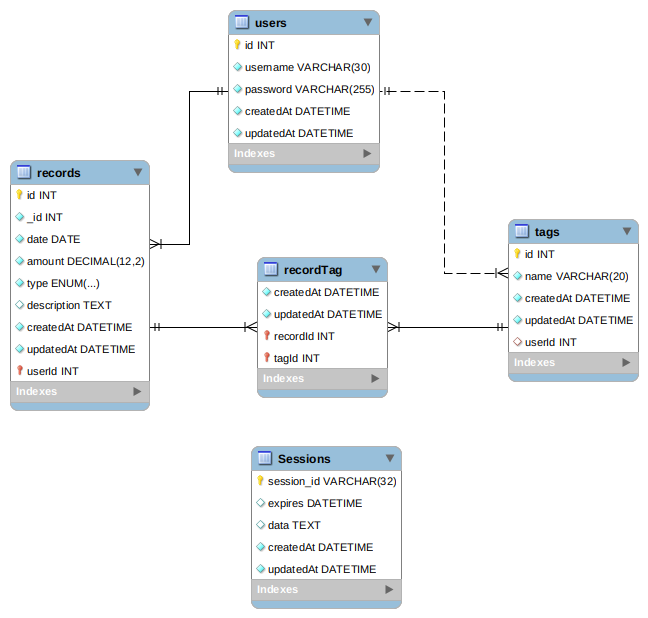 users
id INT
username VARCHAR(30)
password VARCHAR(255)
createdAt DATETIME
updatedAt DATETIME
Indexes
records
id INT
_id INT
date DATE
amount DECIMAL(12,2)
type ENUM(...)
description TEXT
createdAt DATETIME
updatedAt DATETIME
userId INT
Indexes
recordTag
createdAt DATETIME
updatedAt DATETIME
recordId INT
tagId INT
Indexes
tags
id INT
name VARCHAR(20)
createdAt DATETIME
updatedAt DATETIME
userId INT
Indexes
Sessions
session_id VARCHAR(32)
expires DATETIME
data TEXT
createdAt DATETIME
updatedAt DATETIME
Indexes